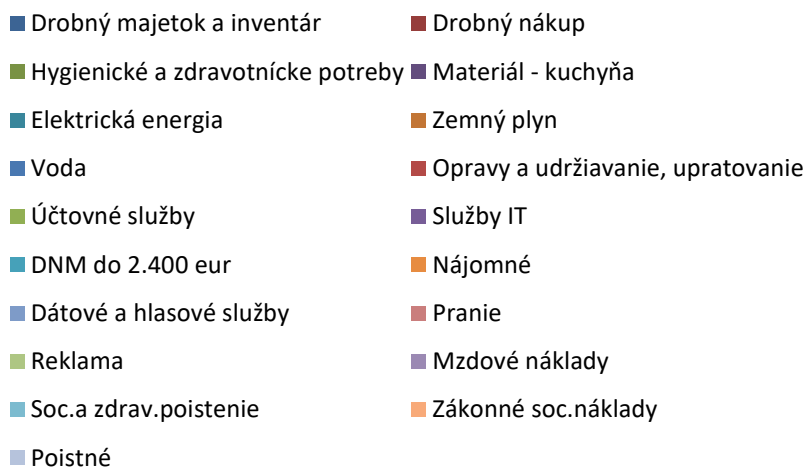 Drobný majetok a inventár Drobný nákup
Hygienické a zdravotnícke potreby Materiál - kuchyňa
Elektrická energia Zemný plyn
Voda Opravy a udržiavanie, upratovanie
Účtovné služby Služby IT
DNM do 2.400 eur Nájomné
Dátové a hlasové služby Pranie
Reklama Mzdové náklady
Soc.a zdrav.poistenie Zákonné soc.náklady
Poistné